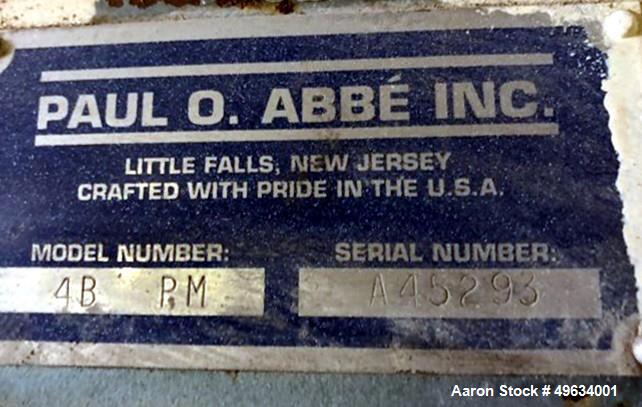 PAUL O. ABBÉ INC.
LITTLE FALLS, NEW JERSEY
CRAFTED WITH PRIDE IN THE U.S.A.
MODEL NUMBER: SERIAL NUMBER:
4B PM A45293
Aaron Stock # 49634001